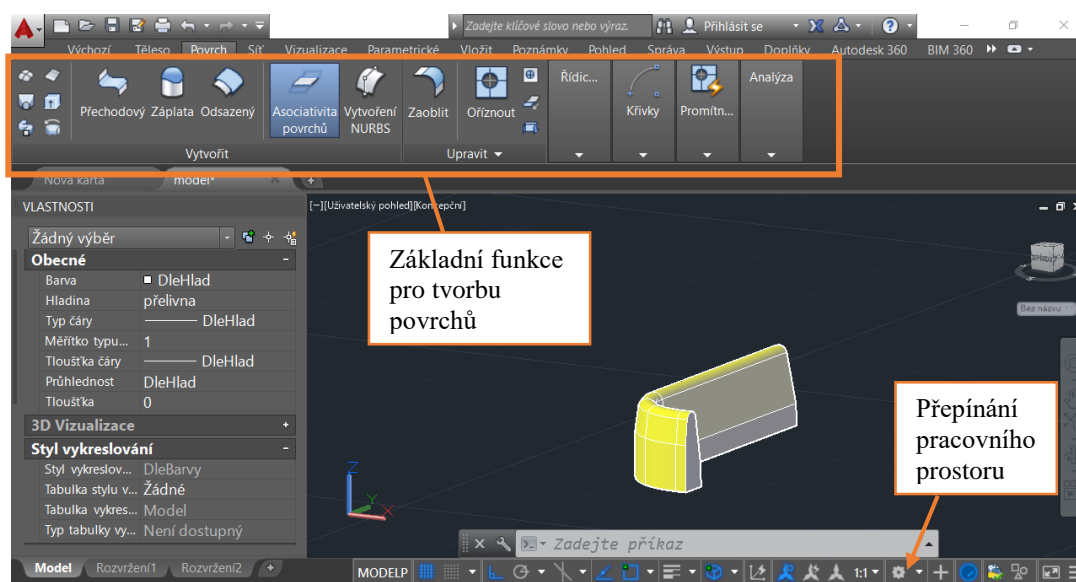 Zadejte klíčové slovo nebo výraz.
Přihlásit se
Výchozí Těleso Povrch Síť Vizualizace Parametrické Vložit Poznámky Pohled Správa Výstup Doplňky Autodesk 360 BIM 360
Přechodový Záplata Odsazený
Asociativita
povrchů
Vytvoření
NURBS
Zaoblit
Oříznout
Řídic...
Křivky
Promítn...
Analýza
Vytvořit
Upravit
Nová karta model*
VLASTNOSTI
Žádný výběr
Obecné
Barva DleHlad
Hladina přelivna
Typ čáry DleHlad
Měřítko typu... 1
Tloušťka čáry DleHlad
Průhlednost DleHlad
Tloušťka 0
3D Vizualizace
Styl vykreslování
Styl vykreslov... DleBarvy
Tabulka stylu v... Žádné
Tabulka vykres... Model
Typ tabulky vy... Není dostupný
[−][Uživatelský pohled][Koncepční]
Základní funkce
pro tvorbu
povrchů
Bez názvu
Přepínání
pracovního
prostoru
Z
Y
X
Zadejte příkaz
Model Rozvržení1 Rozvržení2
MODELP
1:1